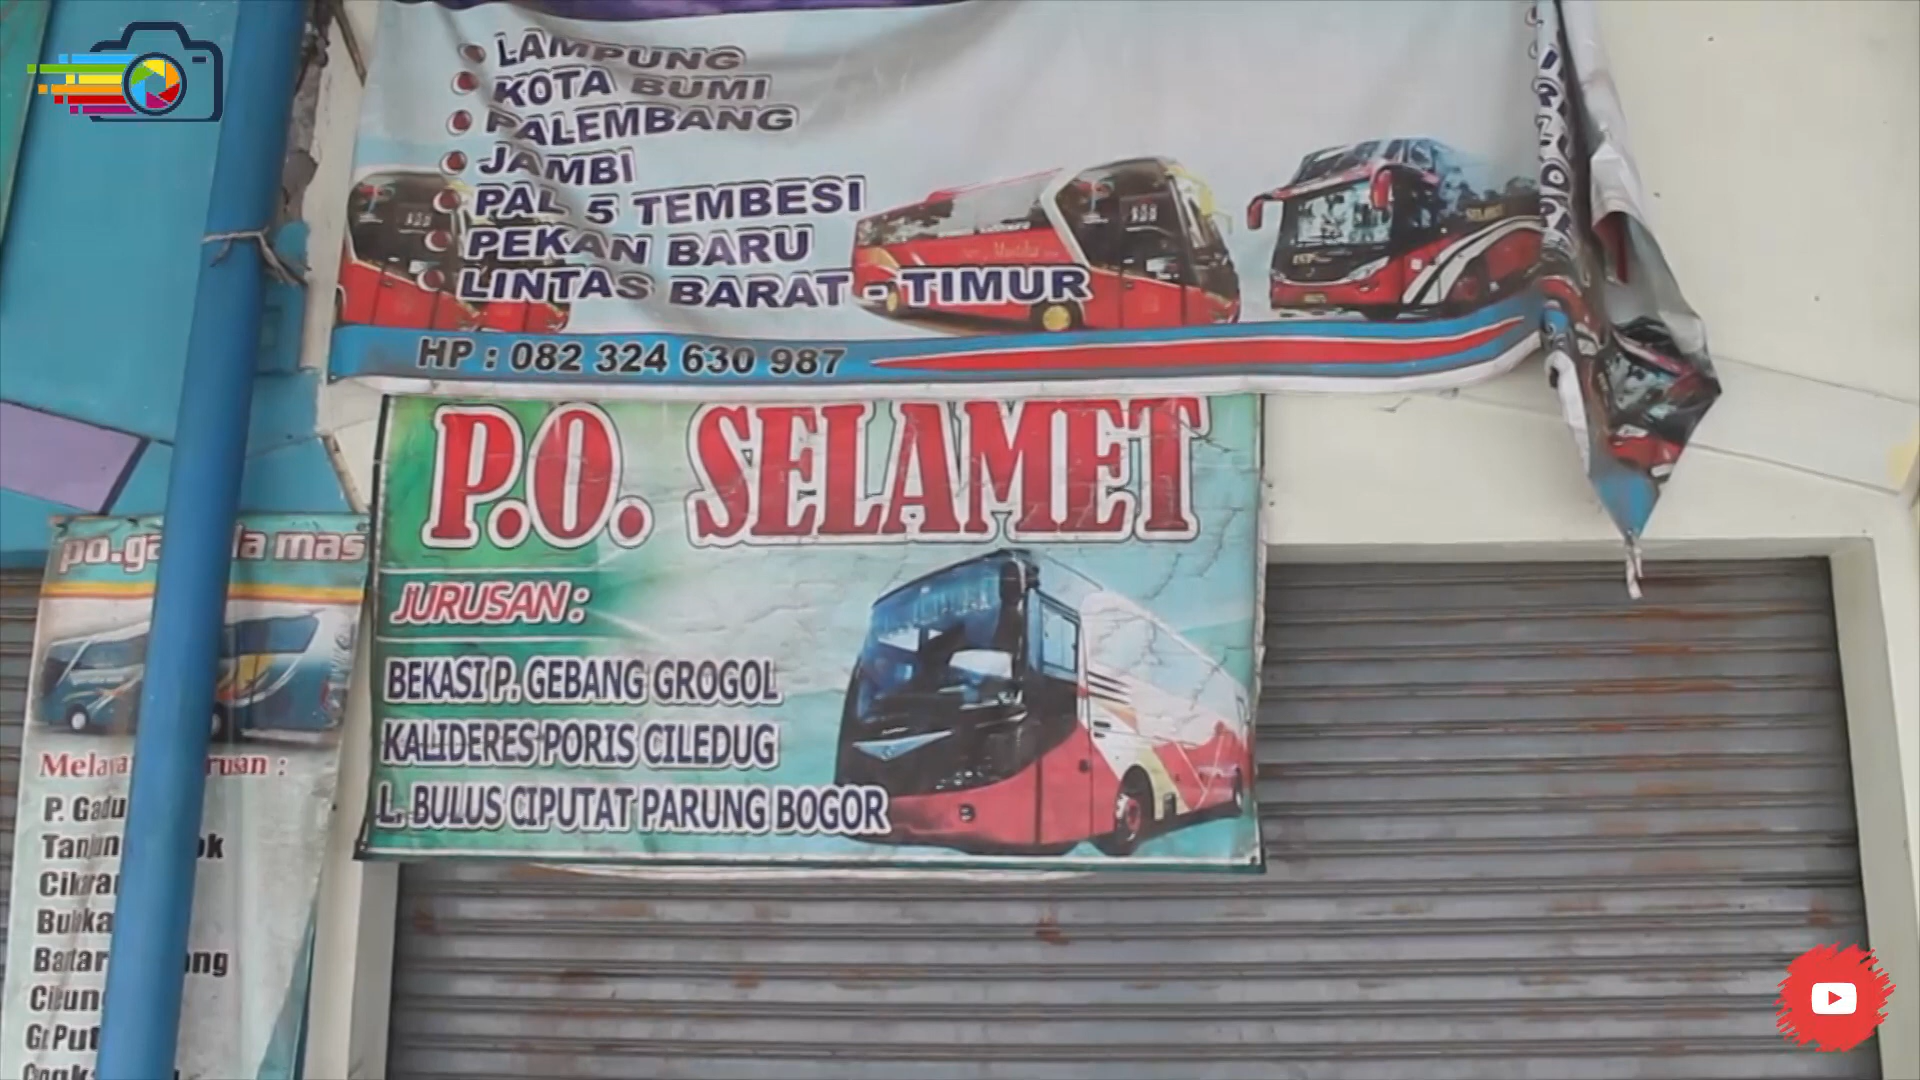 LAMPUNG
KOTA BUMI
PALEMBANG
JAMBI
PAL 5 TEMBESI
PEKAN BARU
LINTAS BARAT - TIMUR
HP : 082 324 630 987
P.O. SELAMET
JURUSAN :
BEKASI P. GEBANG GROGOL
KALIDERES PORIS CILEDUG
L. BULUS CIPUTAT PARUNG BOGOR
mas
P.